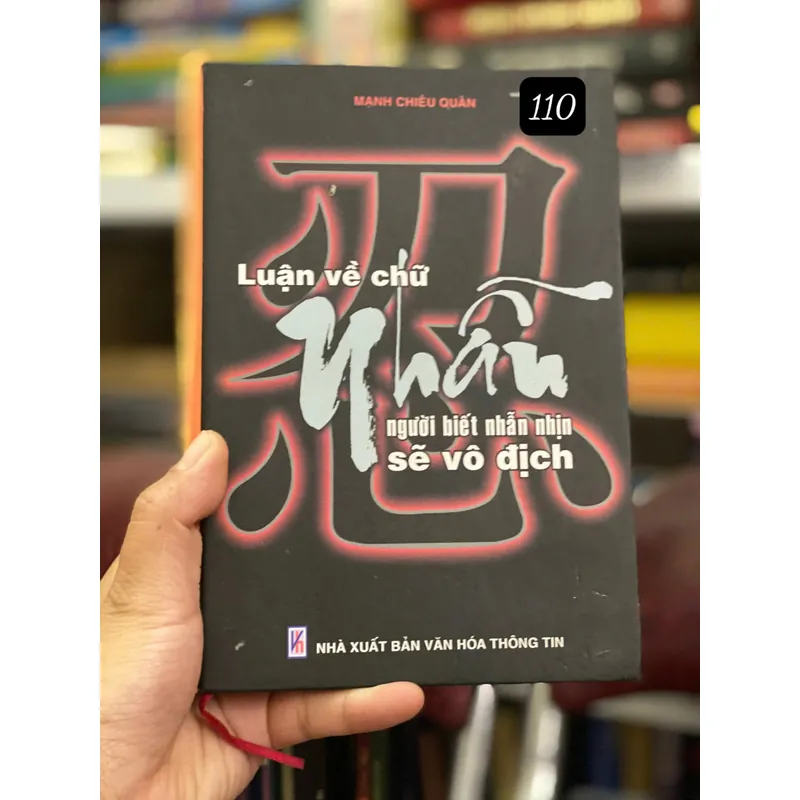 MẠNH CHIÊU QUÂN
110
忍
Luận về chữ
Nhẫn
người biết nhẫn nhịn
sẽ vô địch
NHÀ XUẤT BẢN VĂN HÓA THÔNG TIN